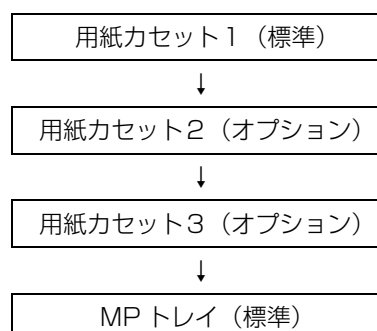 用紙カセット1（標準）
↓
用紙カセット2（オプション）
↓
用紙カセット3（オプション）
↓
MP トレイ（標準）